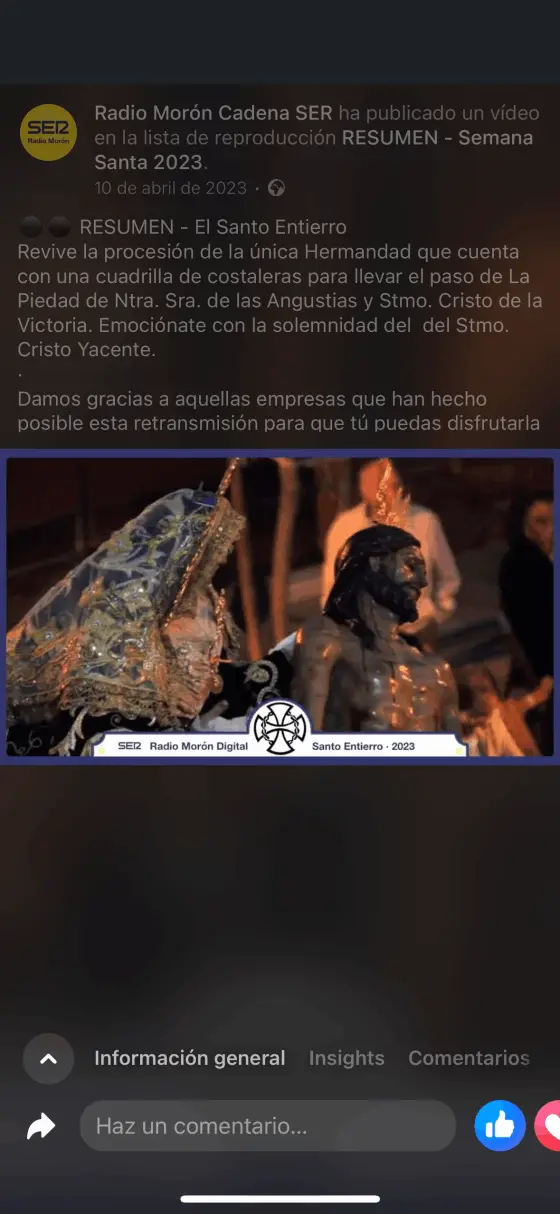 SER
Radio Morón
Radio Morón Cadena SER ha publicado un vídeo
en la lista de reproducción RESUMEN - Semana
Santa 2023.
10 de abril de 2023 ·
RESUMEN - El Santo Entierro
Revive la procesión de la única Hermandad que cuenta
con una cuadrilla de costaleras para llevar el paso de La
Piedad de Ntra. Sra. de las Angustias y Stmo. Cristo de la
Victoria. Emociónate con la solemnidad del  del Stmo.
Cristo Yacente.
.
Damos gracias a aquellas empresas que han hecho
posible esta retransmisión para que tú puedas disfrutarla
SER Radio Morón Digital Santo Entierro · 2023
Información general Insights Comentarios
Haz un comentario...